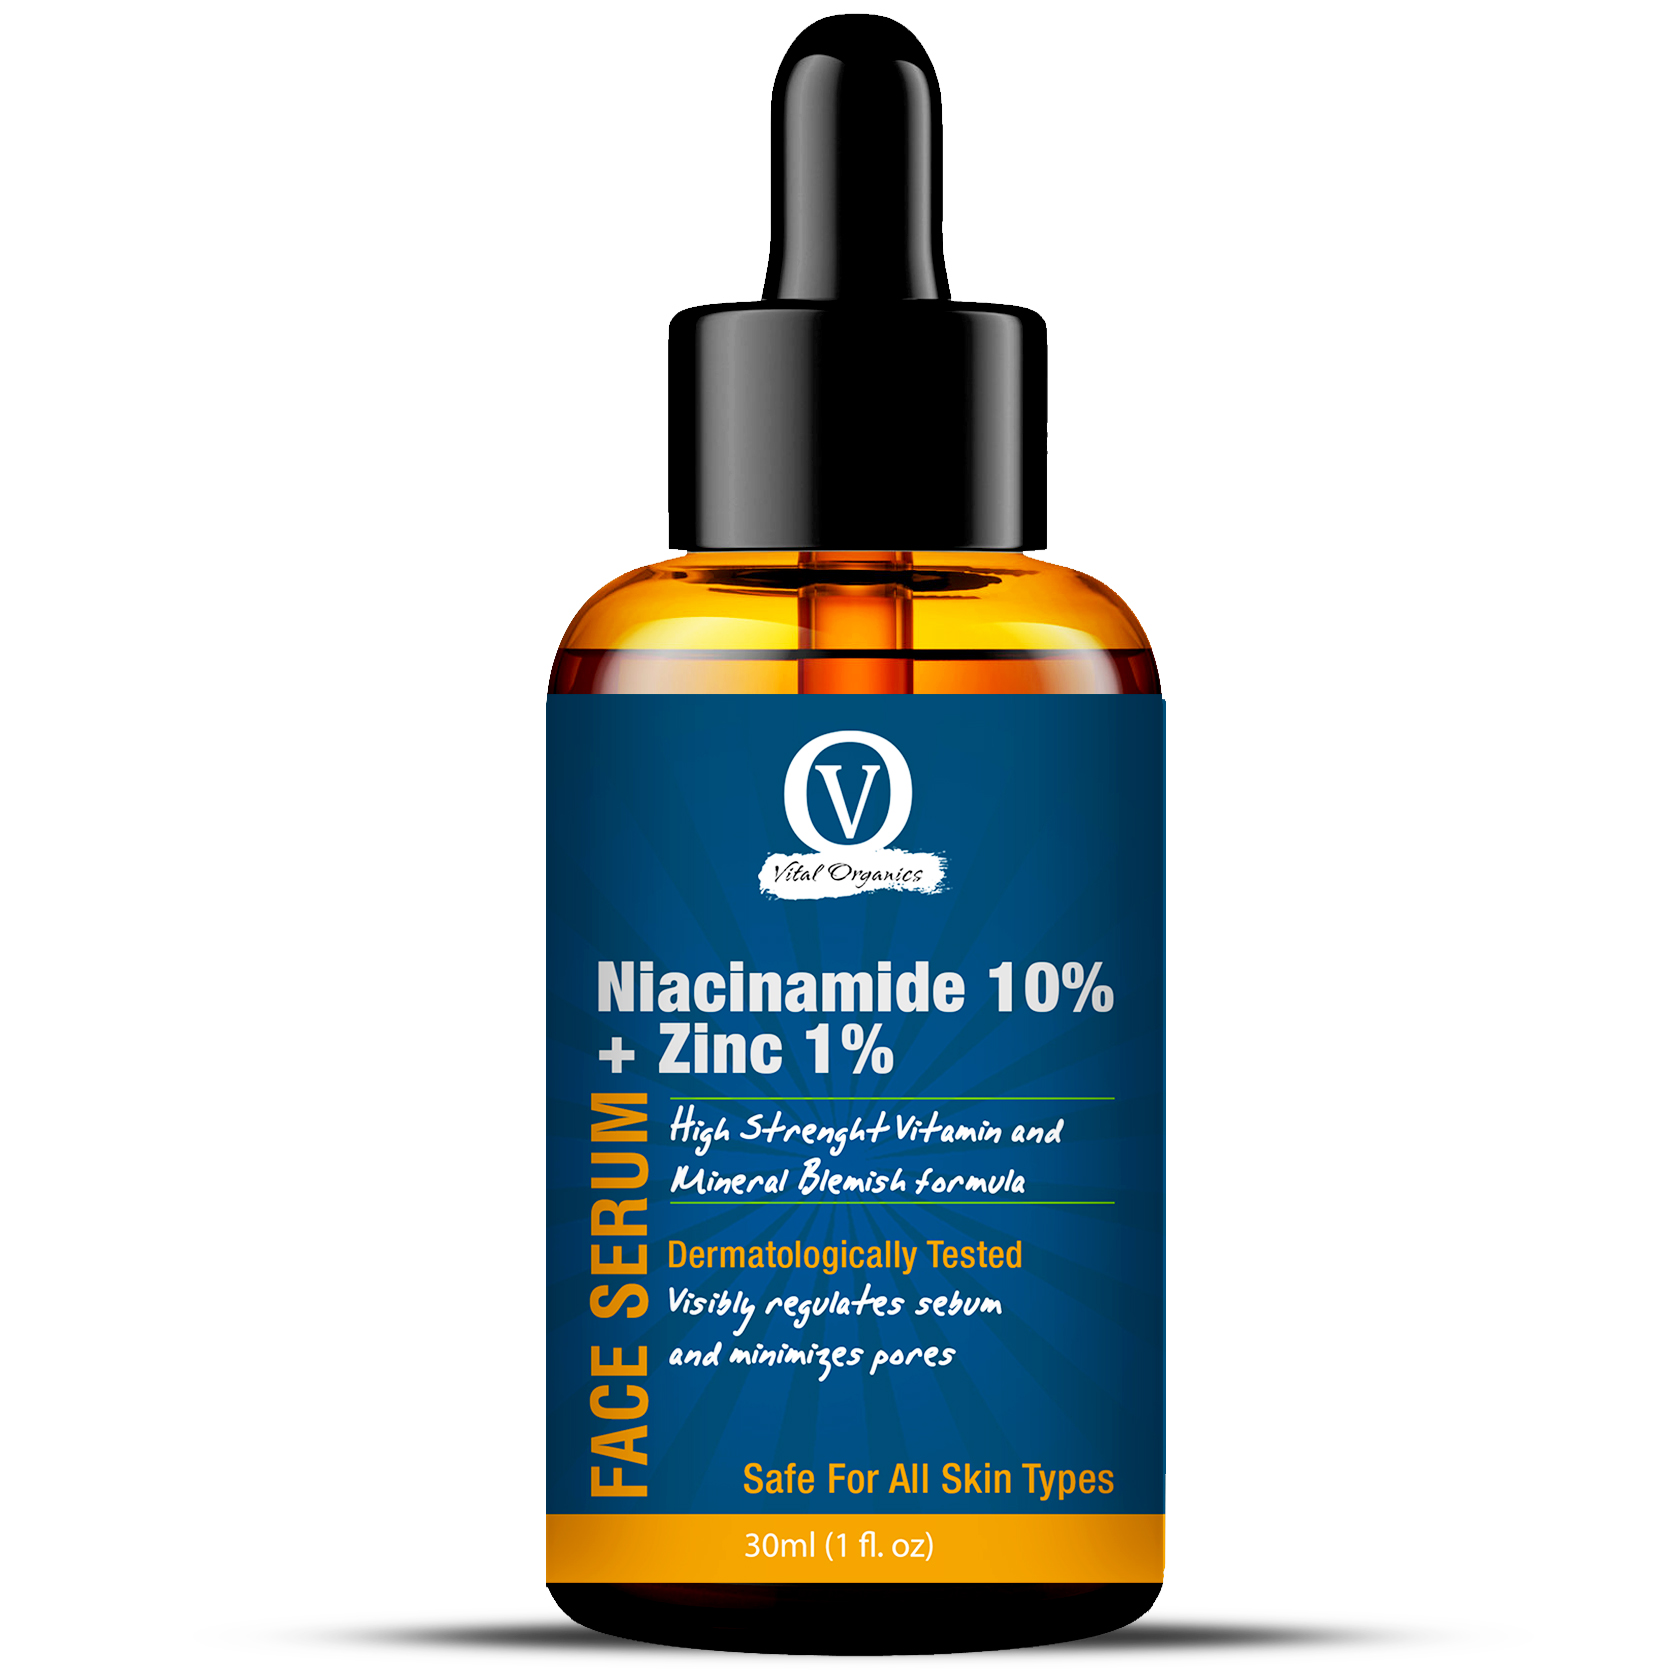 OV
Vital Organics
Niacinamide 10%
+ Zinc 1%
FACE SERUM
High Strenght Vitamin and
Mineral Blemish formula
Dermatologically Tested
Visibly regulates sebum
and minimizes pores
Safe For All Skin Types
30ml (1 fl. oz)